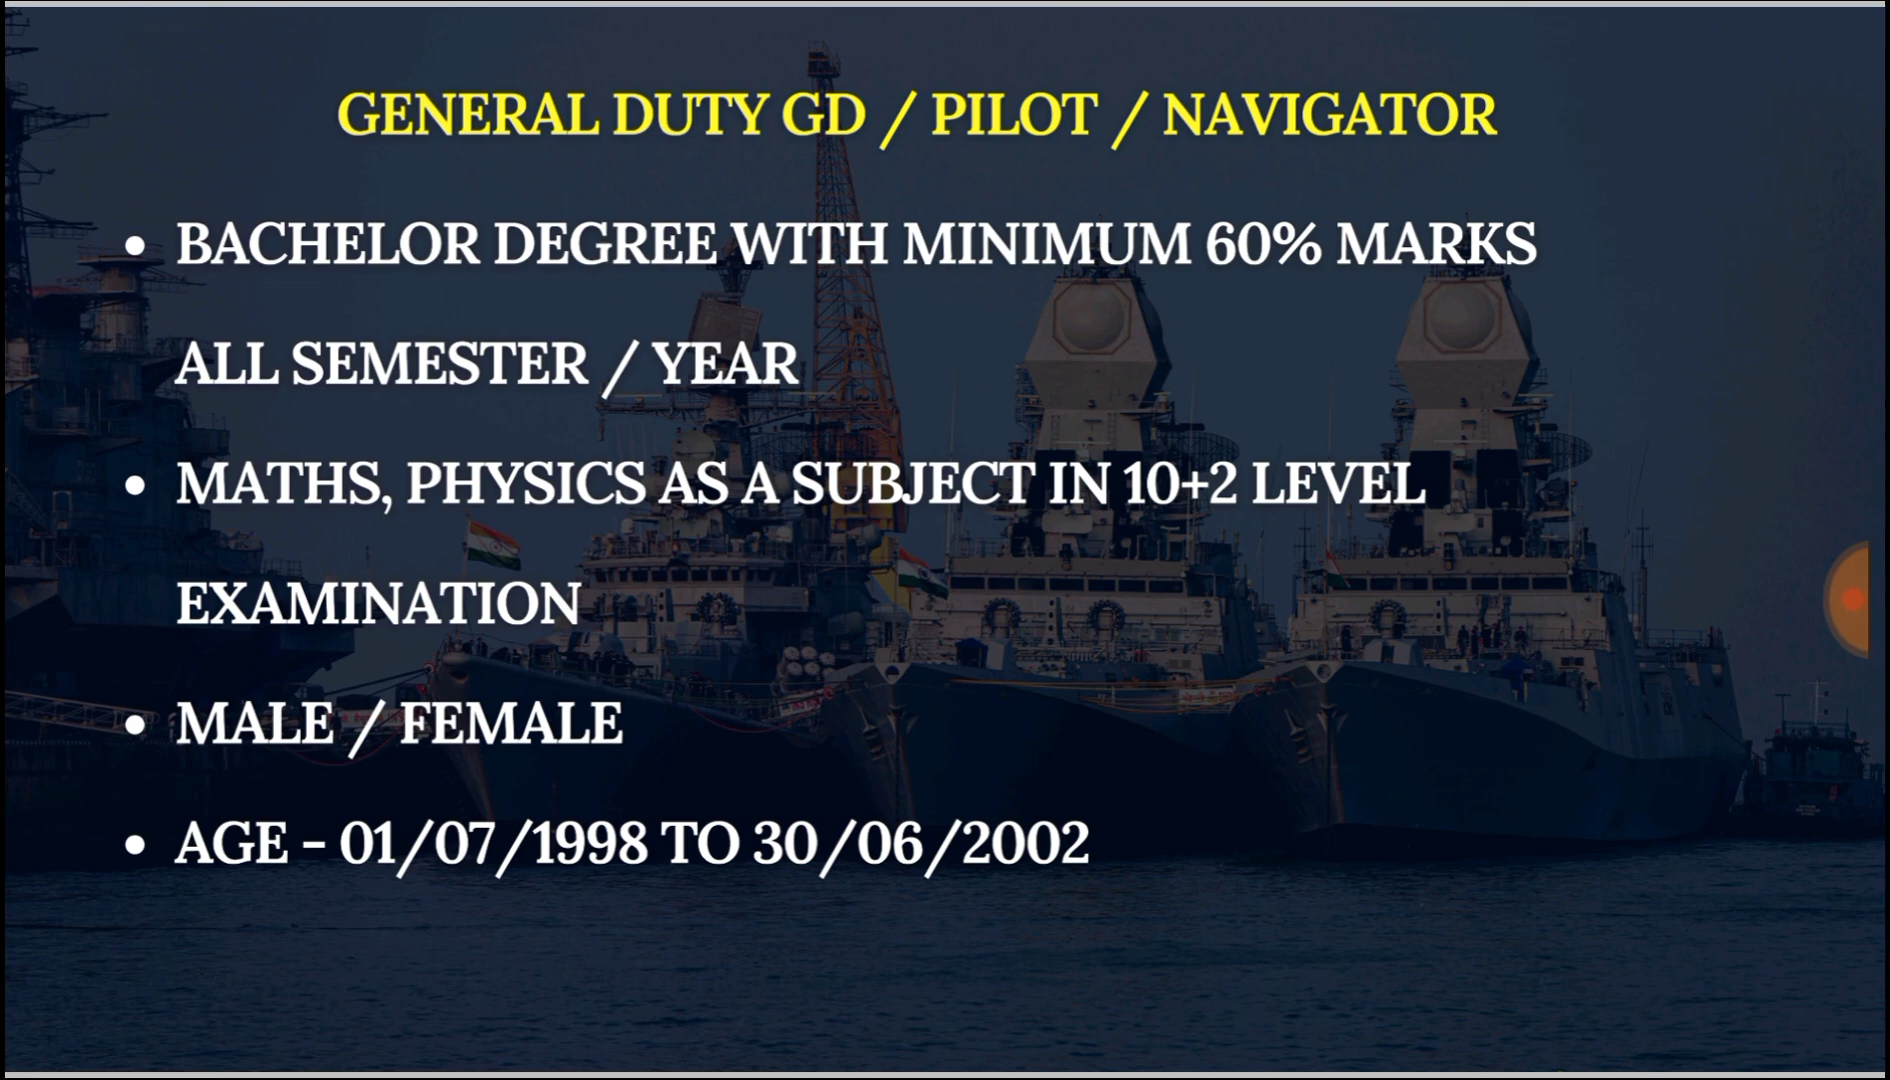 GENERAL DUTY GD / PILOT / NAVIGATOR
• BACHELOR DEGREE WITH MINIMUM 60% MARKS
ALL SEMESTER / YEAR
• MATHS, PHYSICS AS A SUBJECT IN 10+2 LEVEL
EXAMINATION
• MALE / FEMALE
• AGE - 01/07/1998 TO 30/06/2002